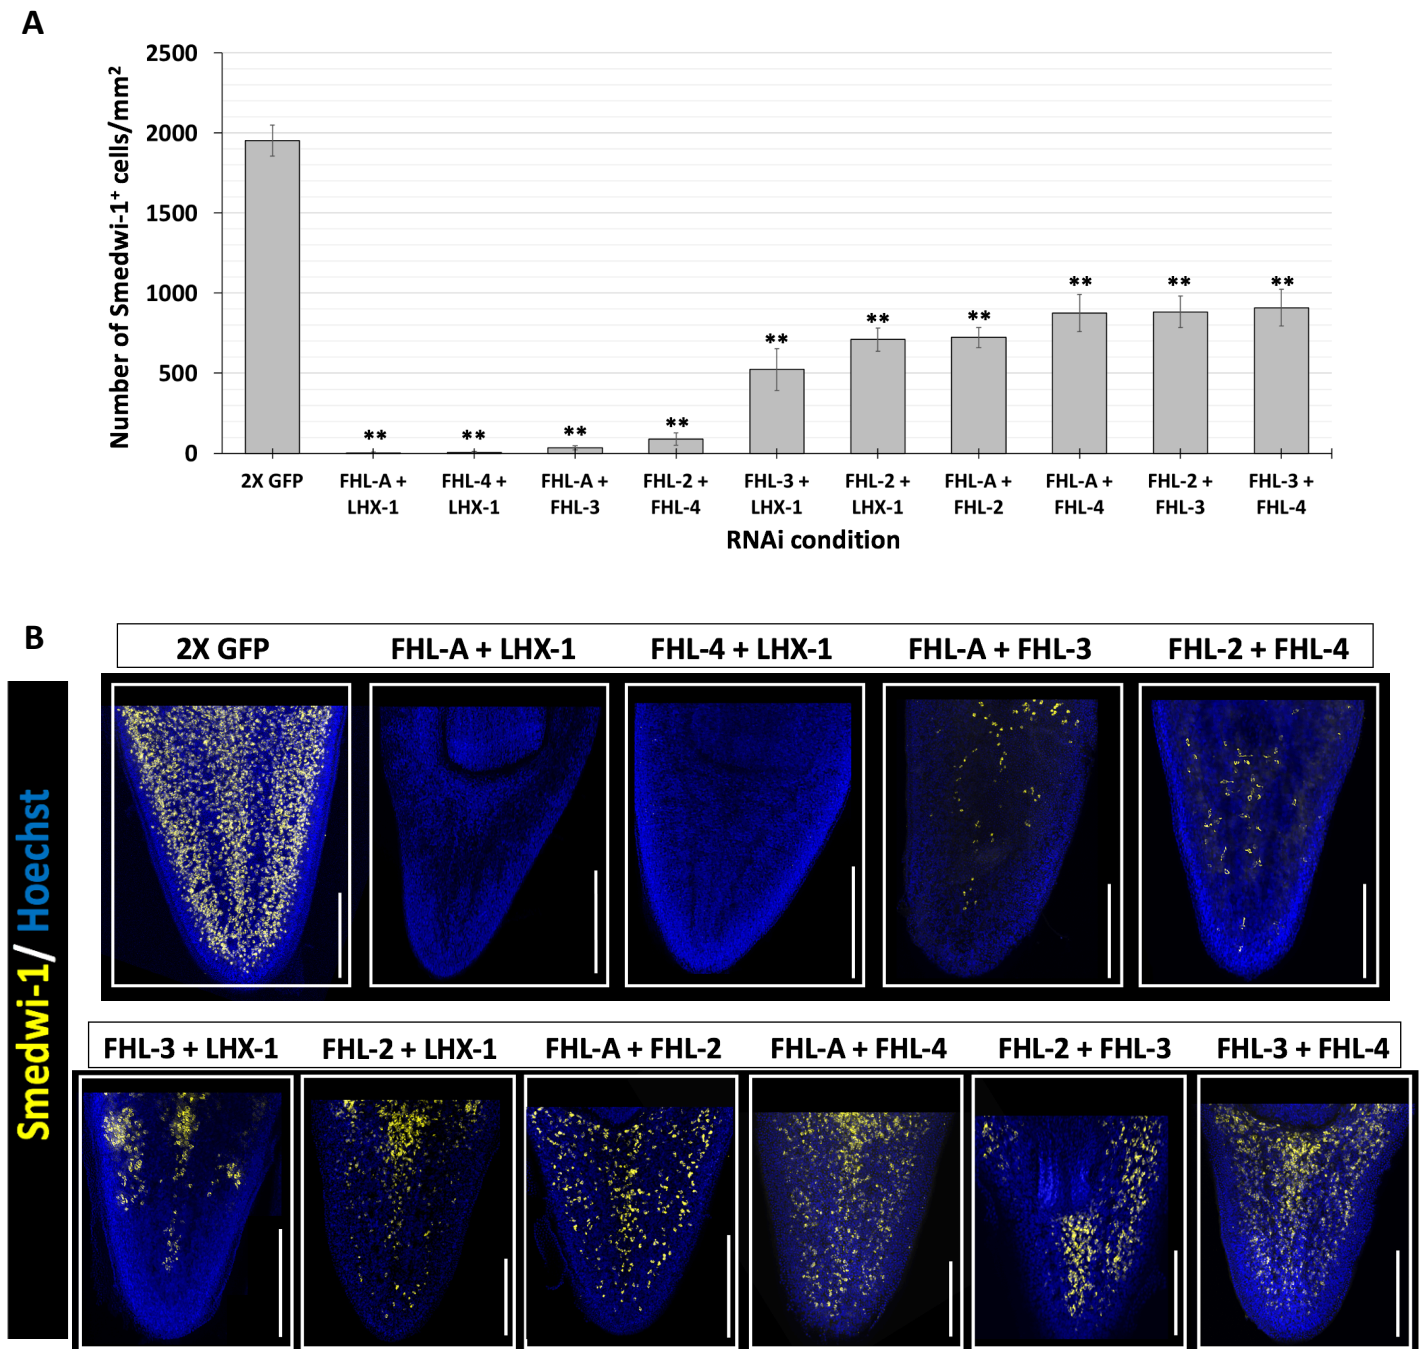 A
Number of Smedwi-1+ cells/mm2
2500
2000
1500
1000
500
0
** ** ** ** ** ** ** ** ** **
2X GFP FHL-A + FHL-4 + FHL-A + FHL-2 + FHL-3 + FHL-2 + FHL-A + FHL-A + FHL-2 + FHL-3 +
LHX-1 LHX-1 FHL-3 FHL-4 LHX-1 LHX-1 FHL-2 FHL-4 FHL-3 FHL-4
RNAi condition
B
2X GFP FHL-A + LHX-1 FHL-4 + LHX-1 FHL-A + FHL-3 FHL-2 + FHL-4
Smedwi-1/ Hoechst
FHL-3 + LHX-1 FHL-2 + LHX-1 FHL-A + FHL-2 FHL-A + FHL-4 FHL-2 + FHL-3 FHL-3 + FHL-4